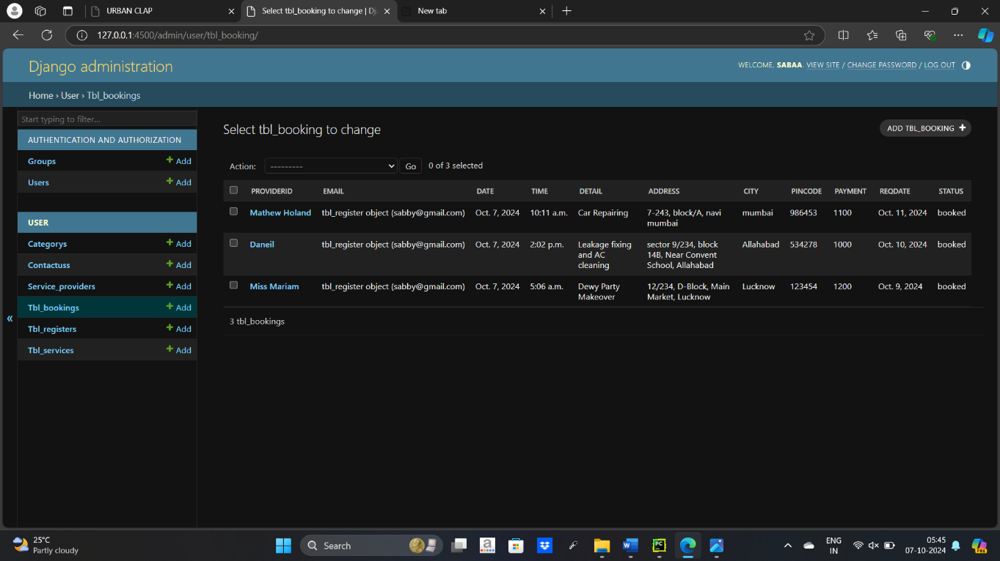 URBAN CLAP
Select tbl_booking to change | Dj
New tab
127.0.0.1:4500/admin/user/tbl_booking/
Django administration
WELCOME, SABAA. VIEW SITE / CHANGE PASSWORD / LOG OUT
Home › User › Tbl_bookings
Start typing to filter...
AUTHENTICATION AND AUTHORIZATION
Groups + Add
Users + Add
USER
Categorys + Add
Contactuss + Add
Service_providers + Add
Tbl_bookings + Add
Tbl_registers + Add
Tbl_services + Add
«
Select tbl_booking to change
ADD TBL_BOOKING +
Action: --------- Go 0 of 3 selected
PROVIDERID EMAIL DATE TIME DETAIL ADDRESS CITY PINCODE PAYMENT REQDATE STATUS
Mathew Holand tbl_register object (sabby@gmail.com) Oct. 7, 2024 10:11 a.m. Car Repairing 7-243, block/A, navi mumbai 986453 1100 Oct. 11, 2024 booked
mumbai
Daneil tbl_register object (sabby@gmail.com) Oct. 7, 2024 2:02 p.m. Leakage fixing sector 9/234, block Allahabad 534278 1000 Oct. 10, 2024 booked
and AC 14B, Near Convent
cleaning School, Allahabad
Miss Mariam tbl_register object (sabby@gmail.com) Oct. 7, 2024 5:06 a.m. Dewy Party 12/234, D-Block, Main Lucknow 123454 1200 Oct. 9, 2024 booked
Makeover Market, Lucknow
3 tbl_bookings
25°C
Partly cloudy
Search
a
PC
ENG
IN
05:45
07-10-2024
PRE